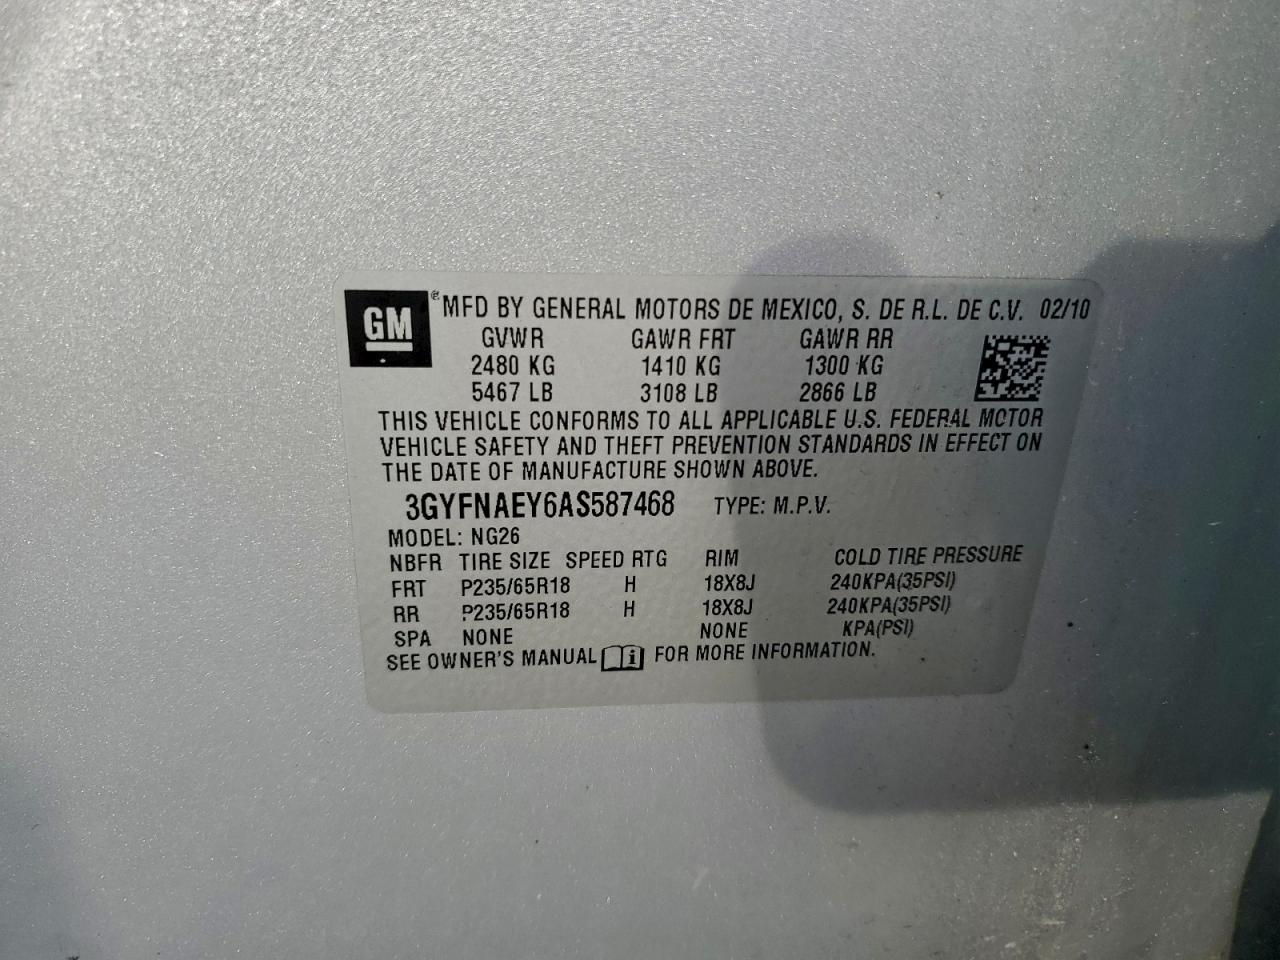 GM® MFD BY GENERAL MOTORS DE MEXICO, S. DE R.L. DE C.V. 02/10
GVWR GAWR FRT GAWR RR
2480 KG 1410 KG 1300 KG
5467 LB 3108 LB 2866 LB
THIS VEHICLE CONFORMS TO ALL APPLICABLE U.S. FEDERAL MOTOR
VEHICLE SAFETY AND THEFT PREVENTION STANDARDS IN EFFECT ON
THE DATE OF MANUFACTURE SHOWN ABOVE.
3GYFNAEY6AS587468 TYPE: M.P.V.
MODEL: NG26
NBFR TIRE SIZE SPEED RTG RIM COLD TIRE PRESSURE
FRT P235/65R18 H 18X8J 240KPA(35PSI)
RR P235/65R18 H 18X8J 240KPA(35PSI)
SPA NONE NONE KPA(PSI)
SEE OWNER'S MANUAL FOR MORE INFORMATION.